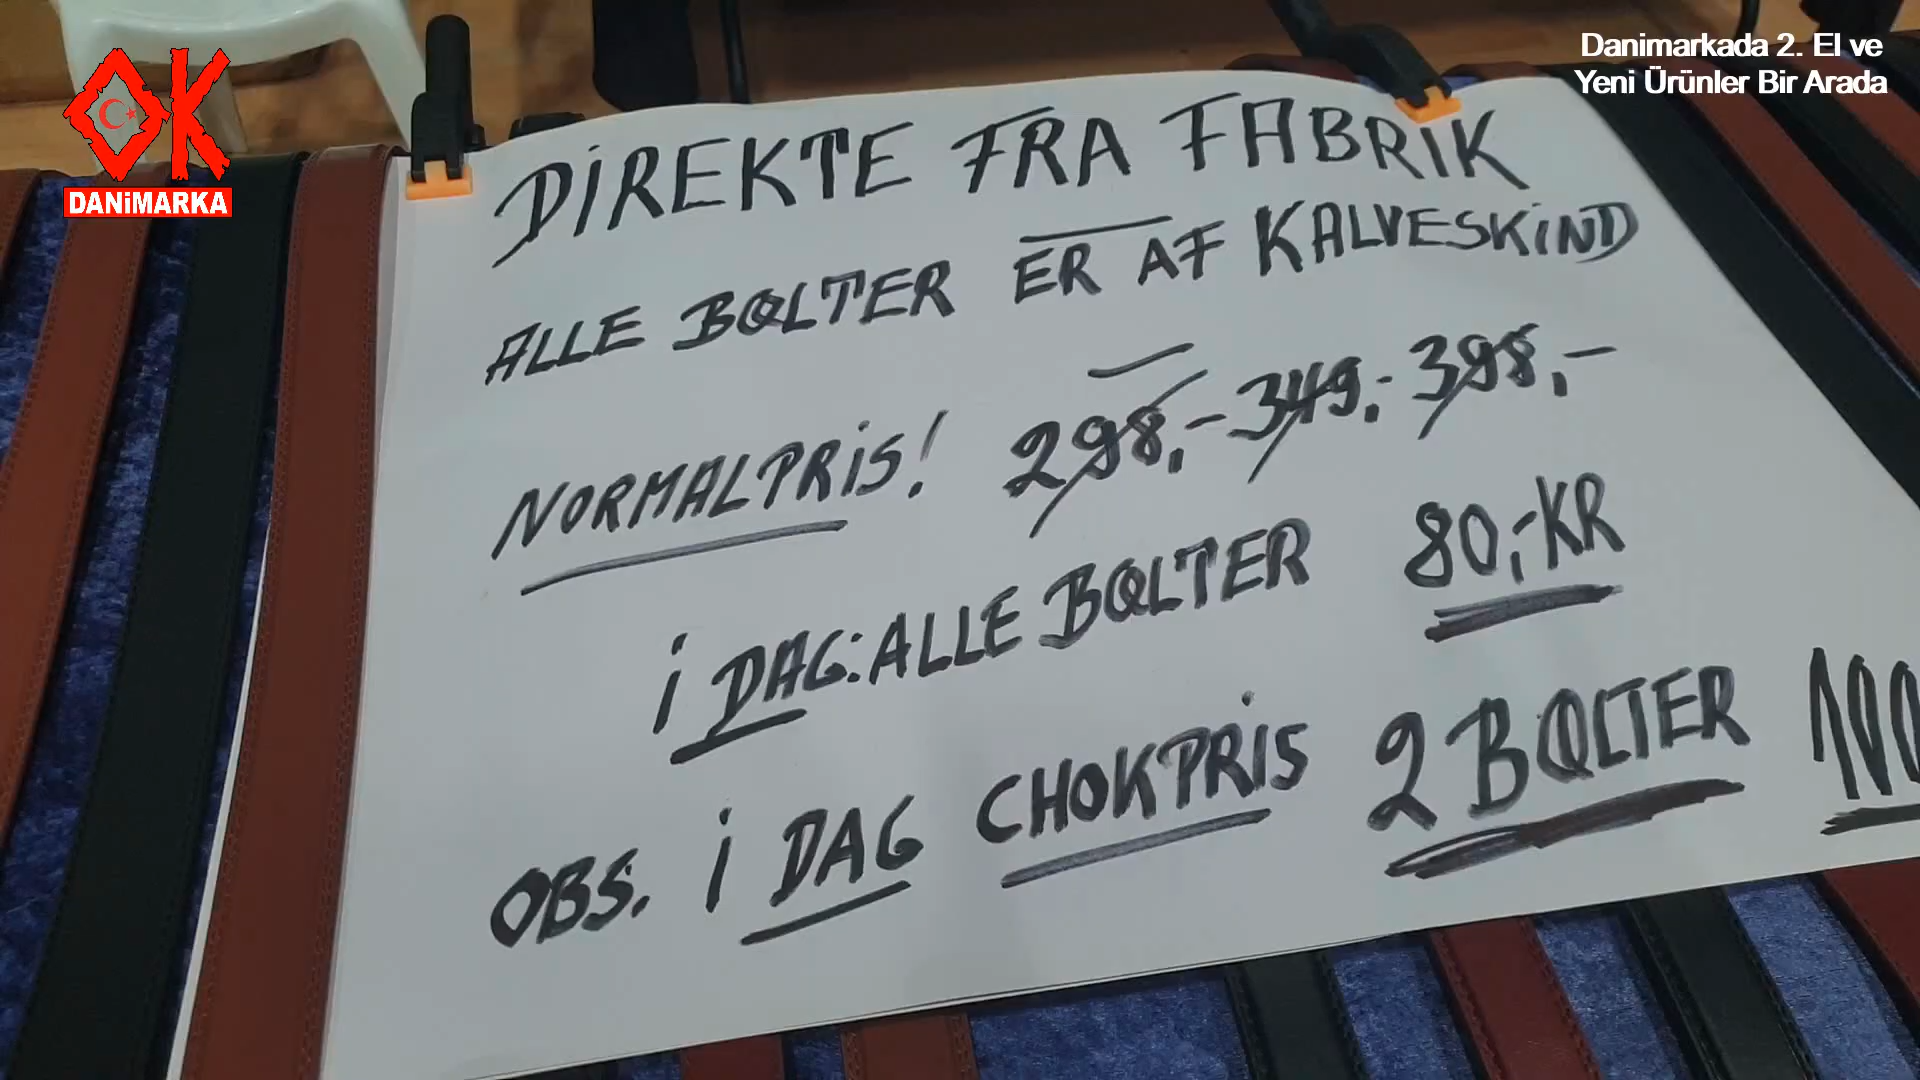 OK
DANiMARKA
Danimarkada 2. El ve
Yeni Ürünler Bir Arada
DiREKTE FRA FABRiK
ALLE BØLTER ER AF KALVESKiND
NORMALPRiS! 298,- 349,- 398,-
i DAG: ALLE BØLTER 80,-KR
OBS. i DAG CHOKPRiS 2 BØLTER 100